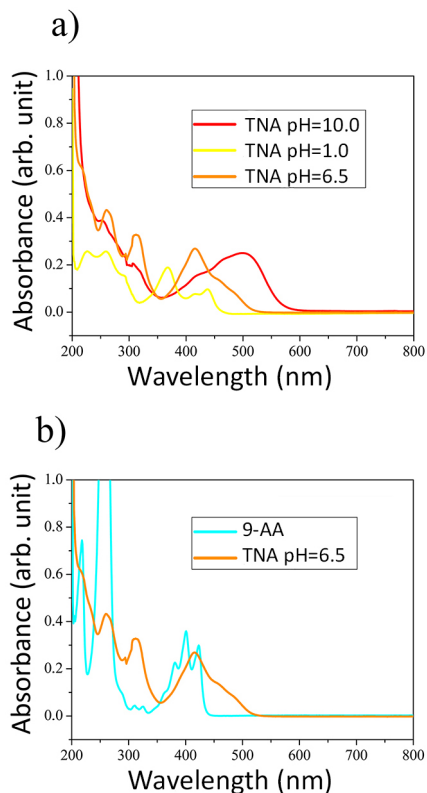 a)
Absorbance (arb. unit)
1.0
0.8
0.6
0.4
0.2
0.0
TNA pH=10.0
TNA pH=1.0
TNA pH=6.5
200 300 400 500 600 700 800
Wavelength (nm)
b)
Absorbance (arb. unit)
1.0
0.8
0.6
0.4
0.2
0.0
9-AA
TNA pH=6.5
200 300 400 500 600 700 800
Wavelength (nm)